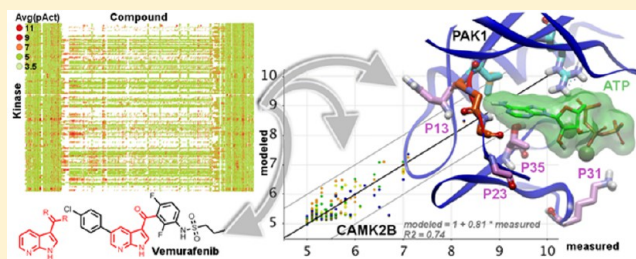 Avg(pAct)
11
9
7
5
3.5
Compound
Kinase
R
R
N
N
H
Cl
O
F
F
N
H
O
S
O
N
N
H
Vemurafenib
10
9
8
7
6
5
modeled
5
6
7
8
9
10
measured
CAMK2B
modeled = 1 + 0.81 * measured
R2 = 0.74
PAK1
ATP
P13
P35
P23
P31